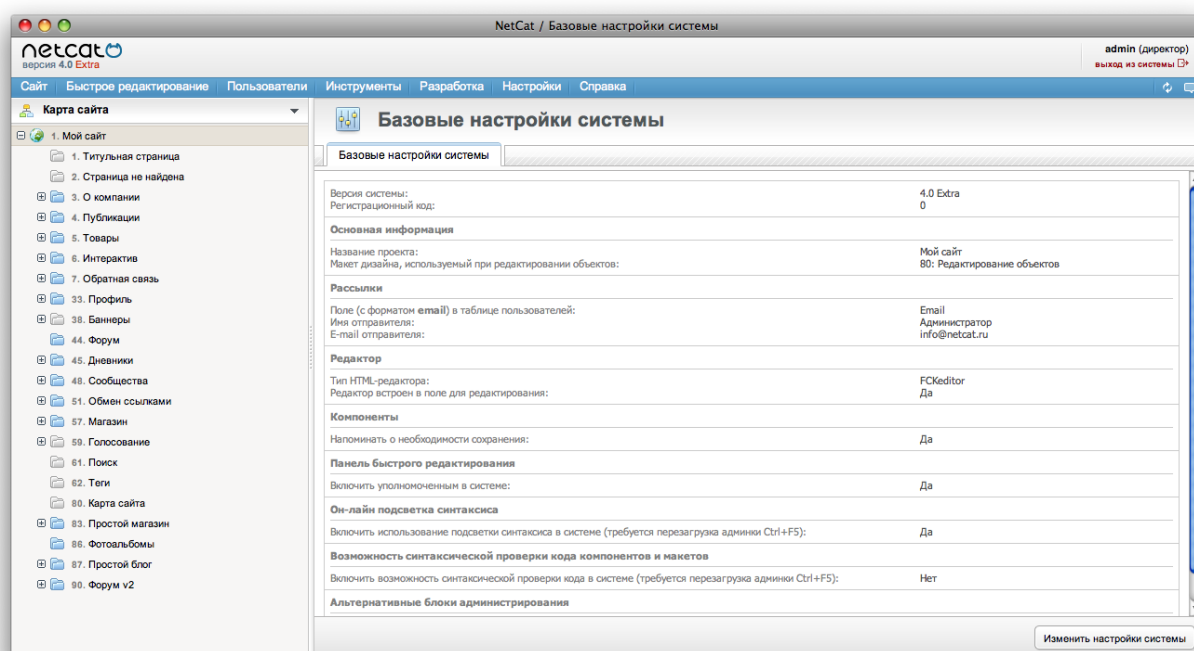 NetCat / Базовые настройки системы
netcat
версия 4.0 Extra
admin (директор)
выход из системы
Сайт Быстрое редактирование Пользователи Инструменты Разработка Настройки Справка
Карта сайта
1. Мой сайт
1. Титульная страница
2. Страница не найдена
3. О компании
4. Публикации
5. Товары
6. Интерактив
7. Обратная связь
33. Профиль
38. Баннеры
44. Форум
45. Дневники
48. Сообщества
51. Обмен ссылками
57. Магазин
59. Голосование
61. Поиск
62. Теги
80. Карта сайта
83. Простой магазин
86. Фотоальбомы
87. Простой блог
90. Форум v2
Базовые настройки системы
Базовые настройки системы
Версия системы: 4.0 Extra
Регистрационный код: 0
Основная информация
Название проекта: Мой сайт
Макет дизайна, используемый при редактировании объектов: 80: Редактирование объектов
Рассылки
Поле (с форматом email) в таблице пользователей: Email
Имя отправителя: Администратор
E-mail отправителя: info@netcat.ru
Редактор
Тип HTML-редактора: FCKeditor
Редактор встроен в поле для редактирования: Да
Компоненты
Напоминать о необходимости сохранения: Да
Панель быстрого редактирования
Включить уполномоченным в системе: Да
Он-лайн подсветка синтаксиса
Включить использование подсветки синтаксиса в системе (требуется перезагрузка админки Ctrl+F5): Да
Возможность синтаксической проверки кода компонентов и макетов
Включить возможность синтаксической проверки кода в системе (требуется перезагрузка админки Ctrl+F5): Нет
Альтернативные блоки администрирования
Изменить настройки системы